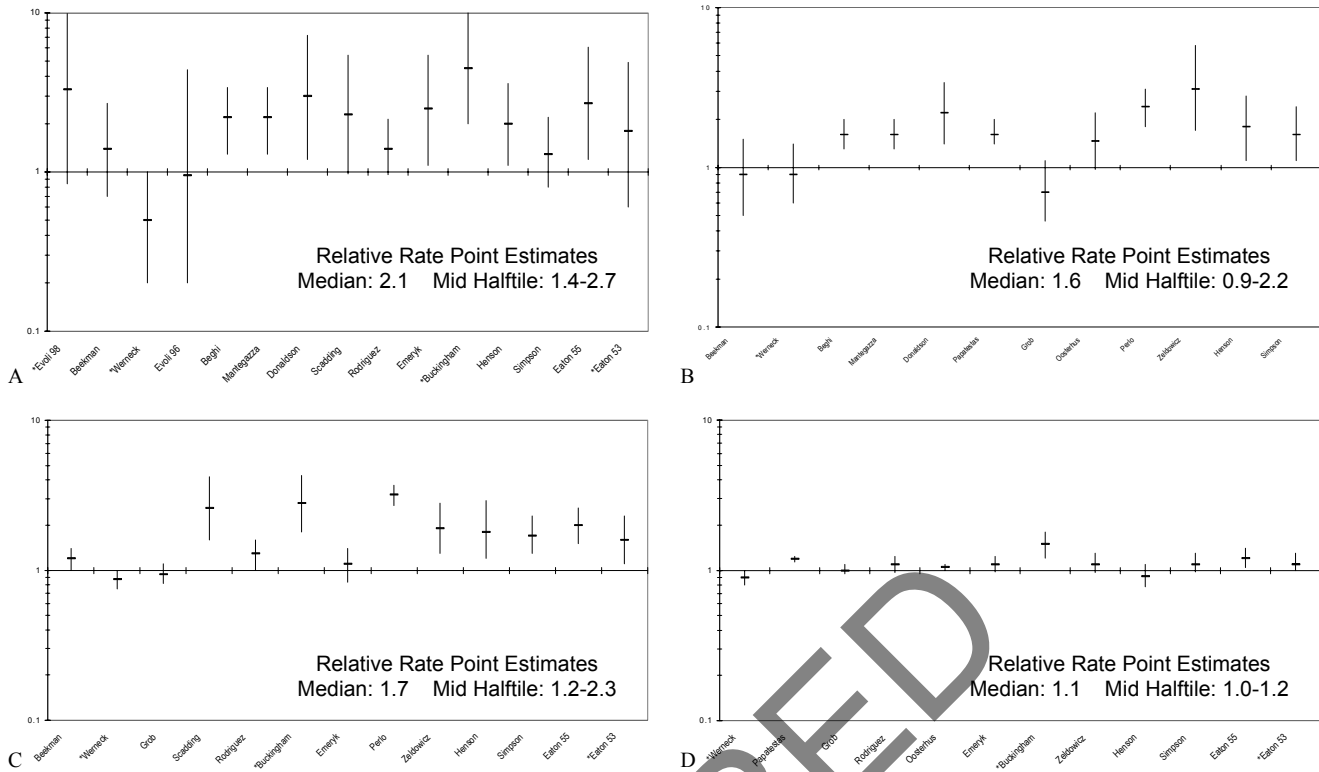 10
1
0.1
*Evoli 98
Beekman
*Werneck
Evoli 96
Beghi
Mantegazza
Donaldson
Scadding
Rodriguez
Emeryk
*Buckingham
Henson
Simpson
Eaton 55
*Eaton 53
Relative Rate Point Estimates
Median: 2.1 Mid Halftile: 1.4-2.7
A
10
1
0.1
Beekman
*Werneck
Beghi
Mantegazza
Donaldson
Papatestas
Grob
Oosterhus
Perlo
Zeldowicz
Henson
Simpson
Relative Rate Point Estimates
Median: 1.6 Mid Halftile: 0.9-2.2
B
10
1
0.1
Beekman
*Werneck
Grob
Scadding
Rodriguez
*Buckingham
Emeryk
Perlo
Zeldowicz
Henson
Simpson
Eaton 55
*Eaton 53
Relative Rate Point Estimates
Median: 1.7 Mid Halftile: 1.2-2.3
C
10
1
0.1
*Werneck
Papatestas
Grob
Rodriguez
Oosterhus
Emeryk
*Buckingham
Zeldowicz
Henson
Simpson
Eaton 55
*Eaton 53
Relative Rate Point Estimates
Median: 1.1 Mid Halftile: 1.0-1.2
D
PED